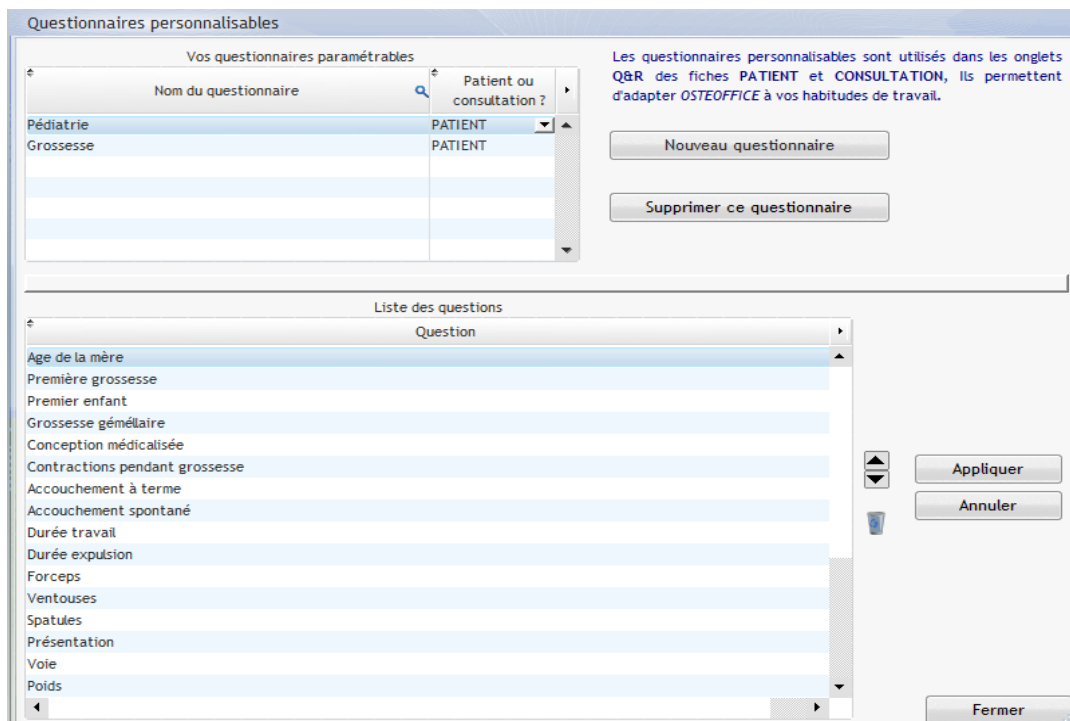 Questionnaires personnalisables
Vos questionnaires paramétrables
Nom du questionnaire
Patient ou
consultation ?
Pédiatrie PATIENT
Grossesse PATIENT
Les questionnaires personnalisables sont utilisés dans les onglets
Q&R des fiches PATIENT et CONSULTATION, Ils permettent
d'adapter OSTEOFFICE à vos habitudes de travail.
Nouveau questionnaire
Supprimer ce questionnaire
Liste des questions
Question
Age de la mère
Première grossesse
Premier enfant
Grossesse géméllaire
Conception médicalisée
Contractions pendant grossesse
Accouchement à terme
Accouchement spontané
Durée travail
Durée expulsion
Forceps
Ventouses
Spatules
Présentation
Voie
Poids
Appliquer
Annuler
Fermer